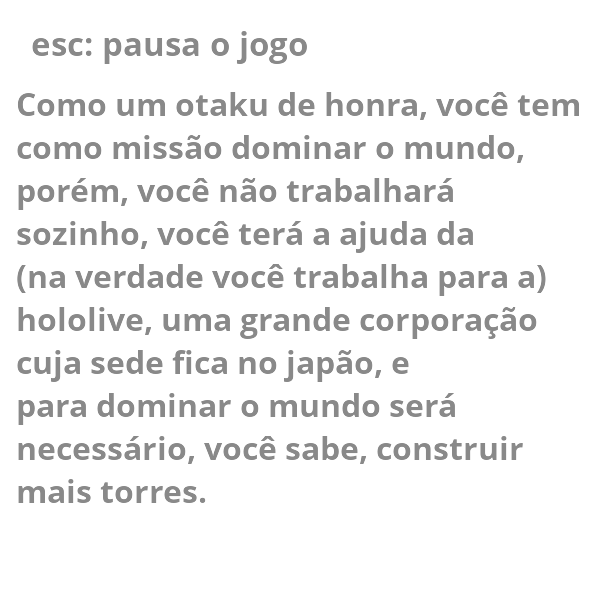 esc: pausa o jogo
Como um otaku de honra, você tem
como missão dominar o mundo,
porém, você não trabalhará
sozinho, você terá a ajuda da
(na verdade você trabalha para a)
hololive, uma grande corporação
cuja sede fica no japão, e
para dominar o mundo será
necessário, você sabe, construir
mais torres.